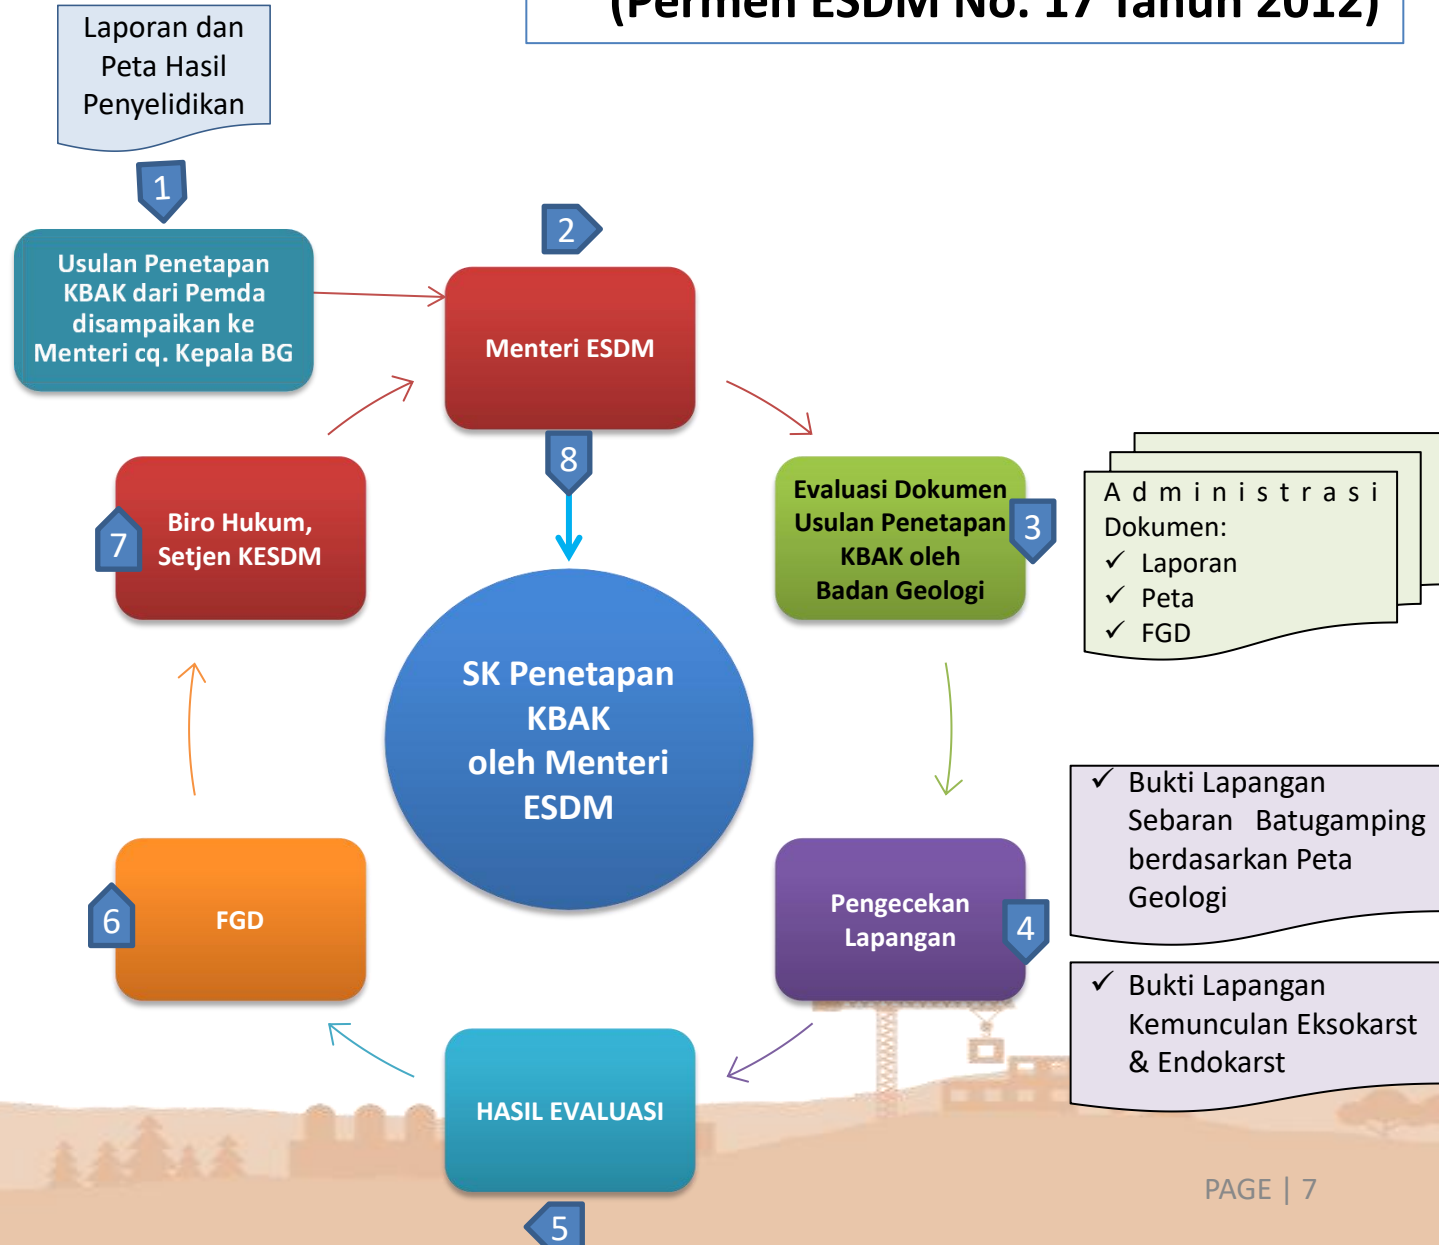 (Permen ESDM No. 17 Tahun 2012)
Laporan dan
Peta Hasil
Penyelidikan
1
Usulan Penetapan
KBAK dari Pemda
disampaikan ke
Menteri cq. Kepala BG
2
Menteri ESDM
8
Evaluasi Dokumen
Usulan Penetapan
KBAK oleh
Badan Geologi
3
Administrasi
Dokumen:
✓ Laporan
✓ Peta
✓ FGD
7
Biro Hukum,
Setjen KESDM
SK Penetapan
KBAK
oleh Menteri
ESDM
✓ Bukti Lapangan
Sebaran Batugamping
berdasarkan Peta
Geologi
Pengecekan
Lapangan
4
6
FGD
✓ Bukti Lapangan
Kemunculan Eksokarst
& Endokarst
HASIL EVALUASI
5
PAGE | 7